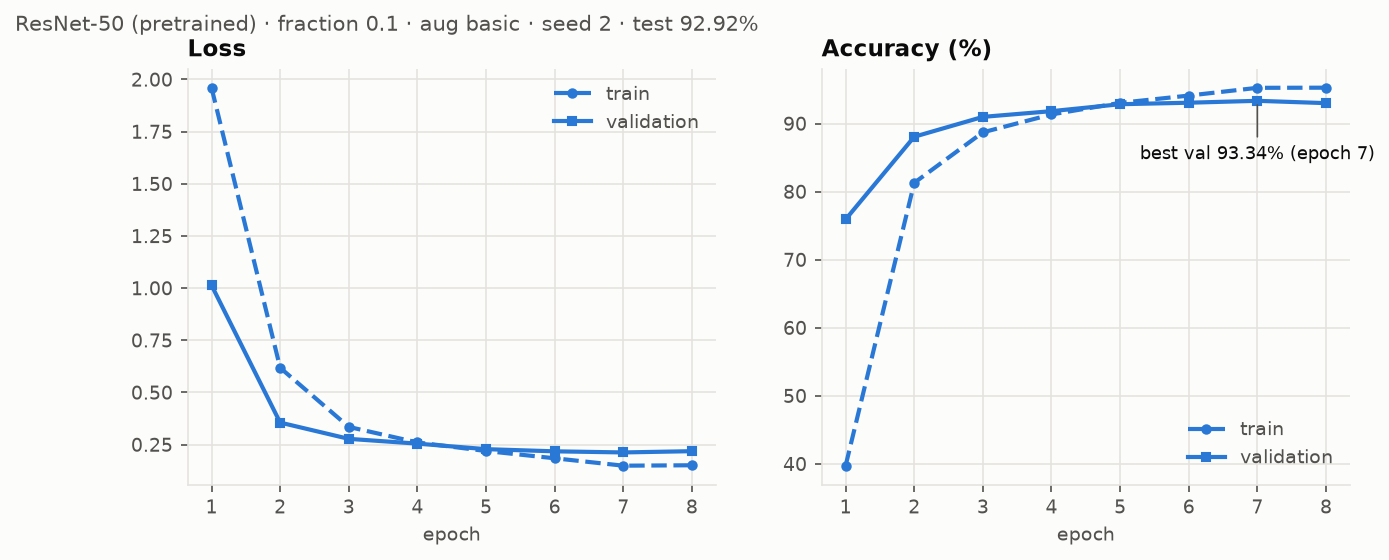 ResNet-50 (pretrained) · fraction 0.1 · aug basic · seed 2 · test 92.92%
Loss
2.00
1.75
1.50
1.25
1.00
0.75
0.50
0.25
train
validation
1 2 3 4 5 6 7 8
epoch
Accuracy (%)
90
80
70
60
50
40
best val 93.34% (epoch 7)
train
validation
1 2 3 4 5 6 7 8
epoch